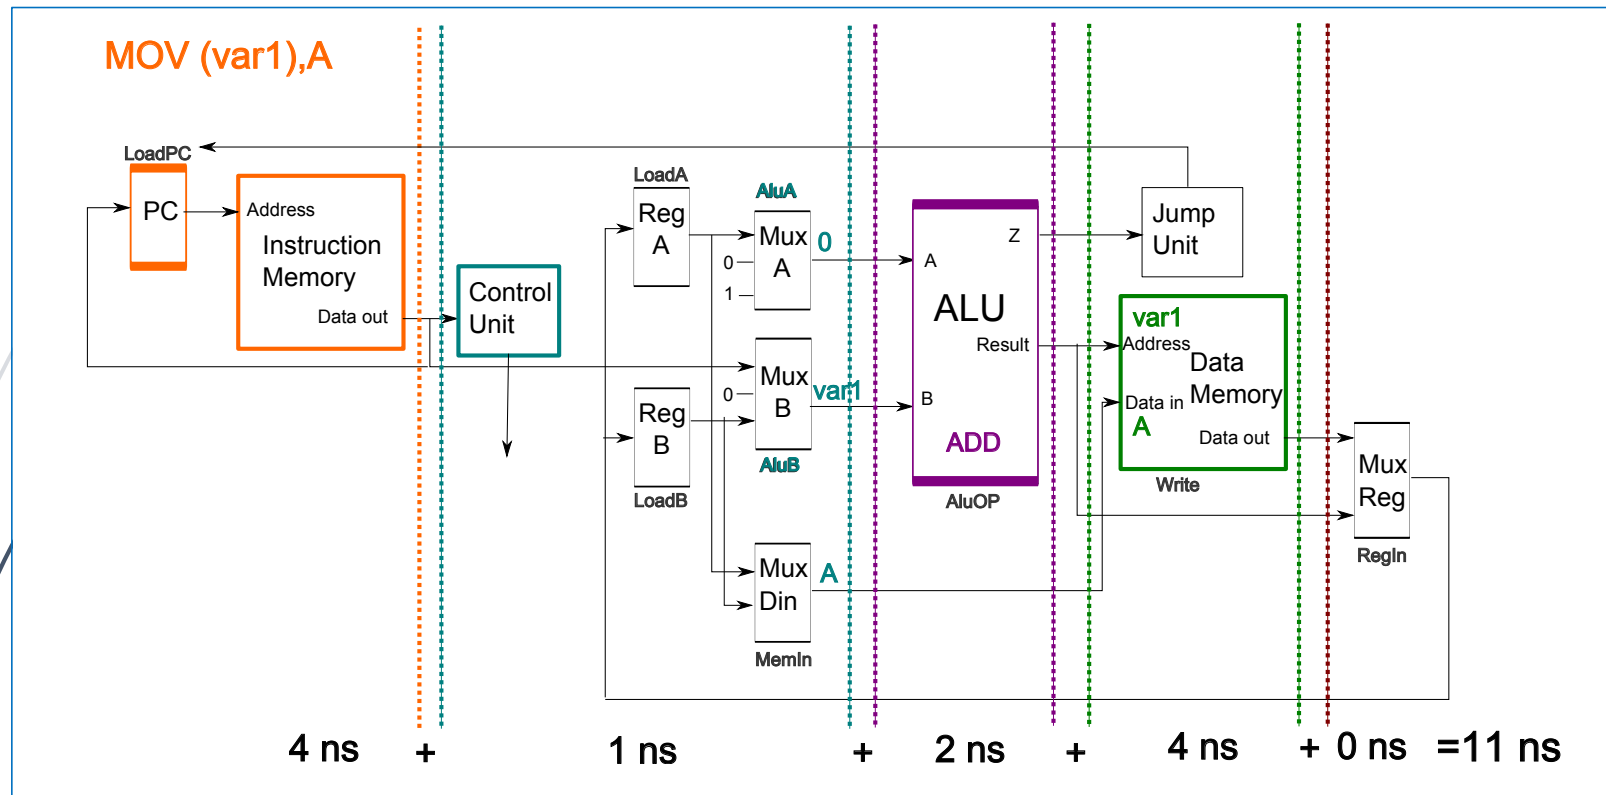 MOV (var1),A
LoadPC
PC
Address
Instruction
Memory
Data out
Control
Unit
LoadA
Reg
A
AluA
Mux
A
0
0
1
Reg
B
LoadB
Mux
B
0
var1
AluB
Mux
Din
A
MemIn
A
B
ALU
Z
Result
ADD
AluOP
Jump
Unit
var1
Address
Data
Memory
Data in
A
Data out
Write
Mux
Reg
RegIn
4 ns + 1 ns + 2 ns + 4 ns + 0 ns =11 ns